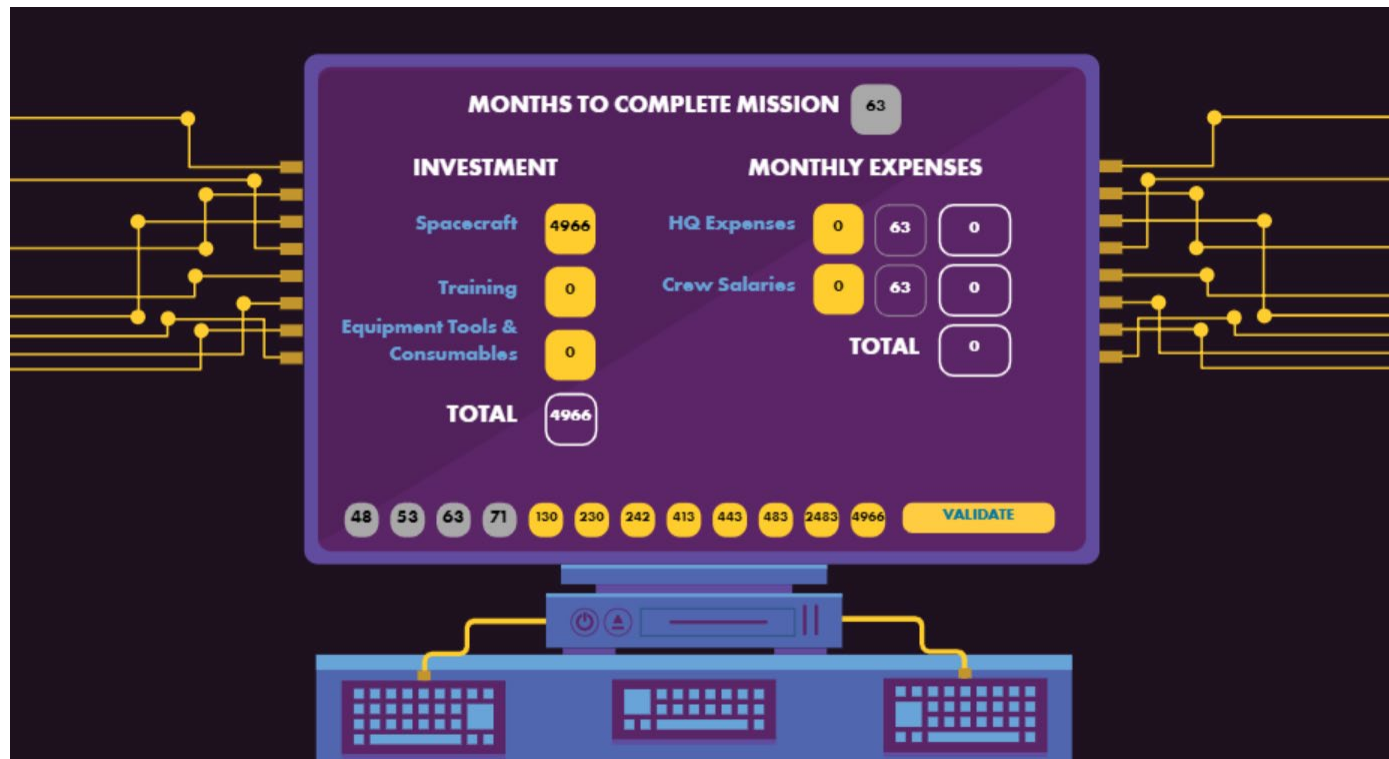 MONTHS TO COMPLETE MISSION 63
INVESTMENT
Spacecraft 4966
Training 0
Equipment Tools &
Consumables 0
TOTAL 4966
MONTHLY EXPENSES
HQ Expenses 0 63 0
Crew Salaries 0 63 0
TOTAL 0
48 53 63 71 130 230 242 413 443 483 2483 4966 VALIDATE